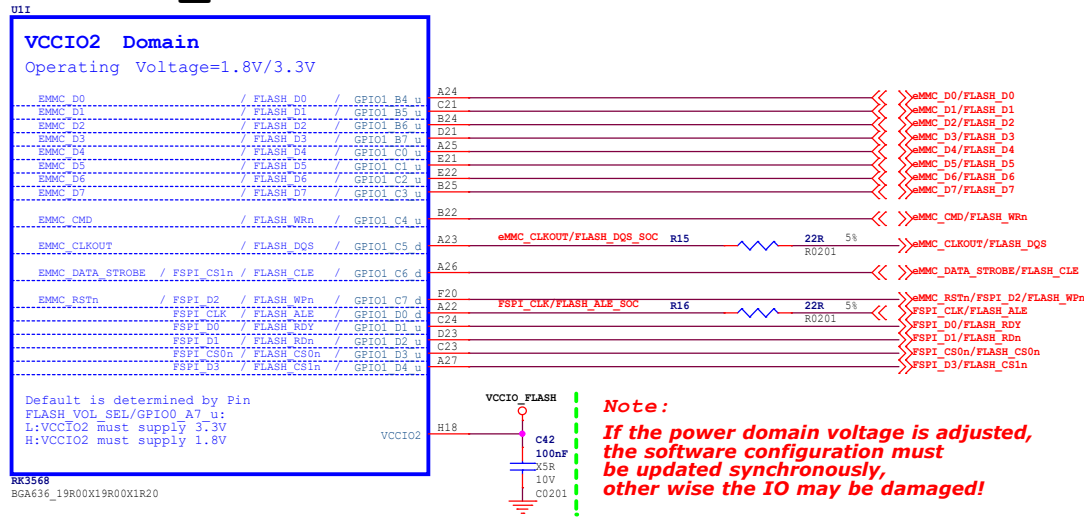 U1I
VCCIO2 Domain
Operating Voltage=1.8V/3.3V
EMMC_D0 / FLASH_D0 / GPIO1_B4_u A24 eMMC_D0/FLASH_D0
EMMC_D1 / FLASH_D1 / GPIO1_B5_u C21 eMMC_D1/FLASH_D1
EMMC_D2 / FLASH_D2 / GPIO1_B6_u B24 eMMC_D2/FLASH_D2
EMMC_D3 / FLASH_D3 / GPIO1_B7_u D21 eMMC_D3/FLASH_D3
EMMC_D4 / FLASH_D4 / GPIO1_C0_u A25 eMMC_D4/FLASH_D4
EMMC_D5 / FLASH_D5 / GPIO1_C1_u E21 eMMC_D5/FLASH_D5
EMMC_D6 / FLASH_D6 / GPIO1_C2_u E22 eMMC_D6/FLASH_D6
EMMC_D7 / FLASH_D7 / GPIO1_C3_u B25 eMMC_D7/FLASH_D7
EMMC_CMD / FLASH_WRn / GPIO1_C4_u B22 eMMC_CMD/FLASH_WRn
EMMC_CLKOUT / FLASH_DQS / GPIO1_C5_d A23 eMMC_CLKOUT/FLASH_DQS_SOC R15 22R 5% R0201 eMMC_CLKOUT/FLASH_DQS
EMMC_DATA_STROBE / FSPI_CS1n / FLASH_CLE / GPIO1_C6_d A26 eMMC_DATA_STROBE/FLASH_CLE
EMMC_RSTn / FSPI_D2 / FLASH_WPn / GPIO1_C7_d F20 eMMC_RSTn/FSPI_D2/FLASH_WPn
FSPI_CLK / FLASH_ALE / GPIO1_D0_d A22 FSPI_CLK/FLASH_ALE_SOC R16 22R 5% R0201 FSPI_CLK/FLASH_ALE
FSPI_D0 / FLASH_RDY / GPIO1_D1_u C24 FSPI_D0/FLASH_RDY
FSPI_D1 / FLASH_RDn / GPIO1_D2_u D23 FSPI_D1/FLASH_RDn
FSPI_CS0n / FLASH_CS0n / GPIO1_D3_u C23 FSPI_CS0n/FLASH_CS0n
FSPI_D3 / FLASH_CS1n / GPIO1_D4_u A27 FSPI_D3/FLASH_CS1n
Default is determined by Pin
FLASH_VOL_SEL/GPIO0_A7_u:
L:VCCIO2 must supply 3.3V
H:VCCIO2 must supply 1.8V
VCCIO2 H18
RK3568
BGA636_19R00X19R00X1R20
VCCIO_FLASH
C42
100nF
X5R
10V
C0201
Note:
If the power domain voltage is adjusted,
the software configuration must
be updated synchronously,
other wise the IO may be damaged!